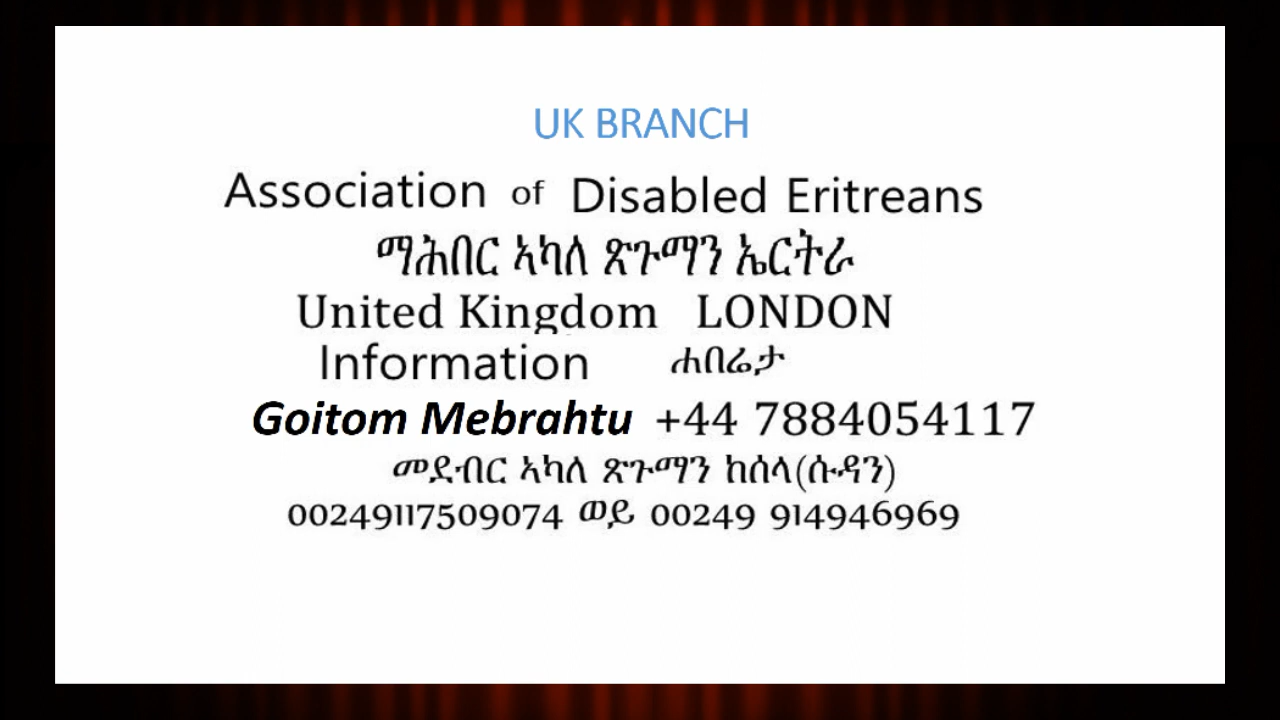 UK BRANCH
Association of Disabled Eritreans
ማሕበር ኣካለ ጽጉማን ኤርትራ
United Kingdom LONDON
Information ሐበሬታ
Goitom Mebrahtu +44 7884054117
መደብር ኣካለ ጽጉማን ከሰላ(ሱዳን)
00249117509074 ወይ 00249 914946969